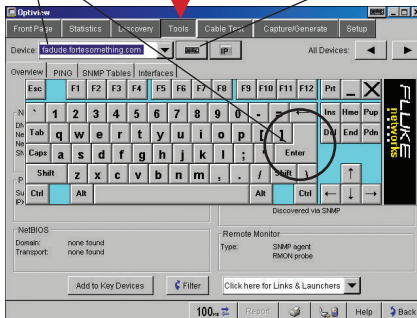 Optiview
Front Page Statistics Discovery Tools Cable Test Capture/Generate Setup
Device: fadude.fortesomething.com IP: All Devices:
Overview PING SNMP Tables Interfaces
Esc F1 F2 F3 F4 F5 F6 F7 F8 F9 F10 F11 F12 Prt _ X
` 1 2 3 4 5 6 7 8 9 0 - = ← Ins Hme Pup
Tab q w e r t y u i o p [ ] Del End Pdn
Caps a s d f g h j k l ; ' Enter
Shift z x c v b n m , . / Shift \ ↑
Ctrl Alt Alt Ctrl ← ↓ →
FLUKE networks
Discovered via SNMP
NetBIOS
Domain: none found
Transport: none found
Remote Monitor
Type: SNMP agent
RMON probe
Add to Key Devices Filter Click here for Links & Launchers
100 Report Help Back